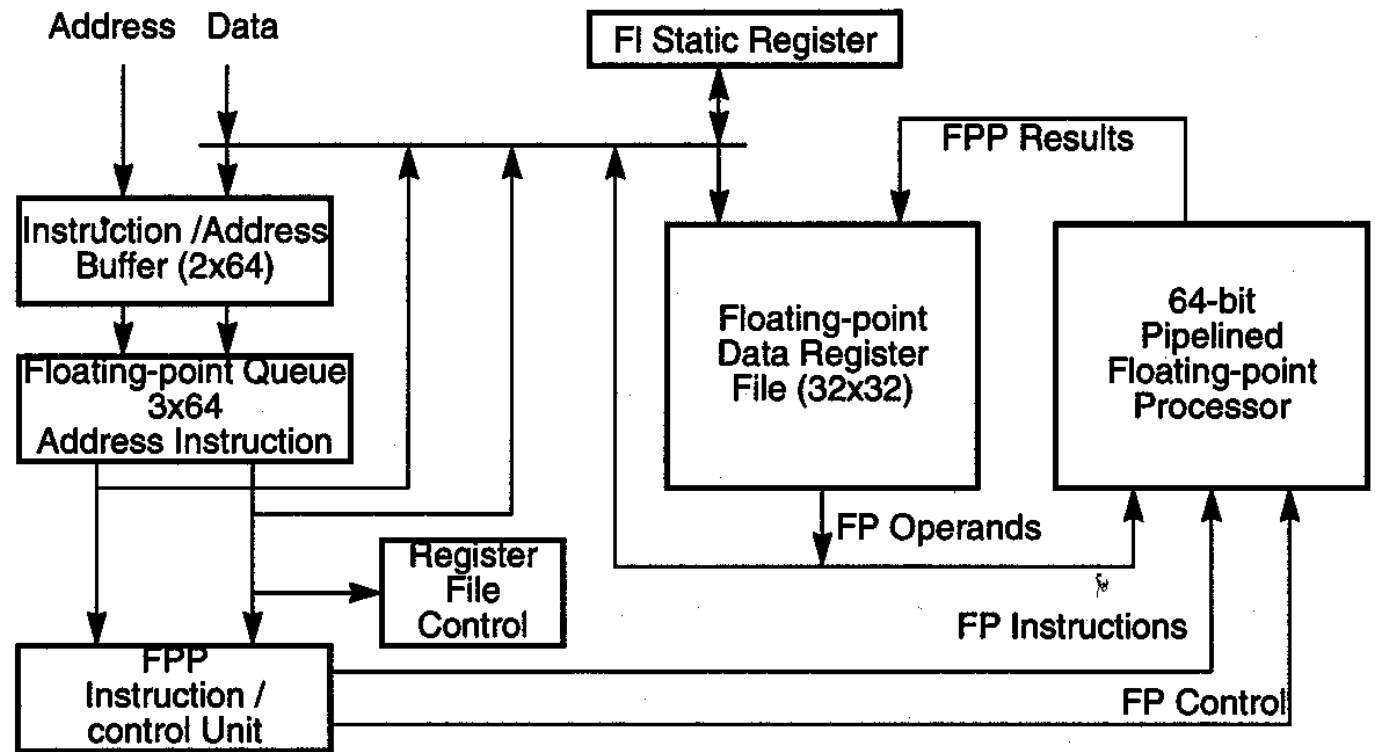 Address Data
FI Static Register
FPP Results
Instruction /Address
Buffer (2x64)
Floating-point Queue
3x64
Address Instruction
Floating-point
Data Register
File (32x32)
64-bit
Pipelined
Floating-point
Processor
FP Operands
Register
File
Control
FP Instructions
FPP
Instruction /
control Unit
FP Control